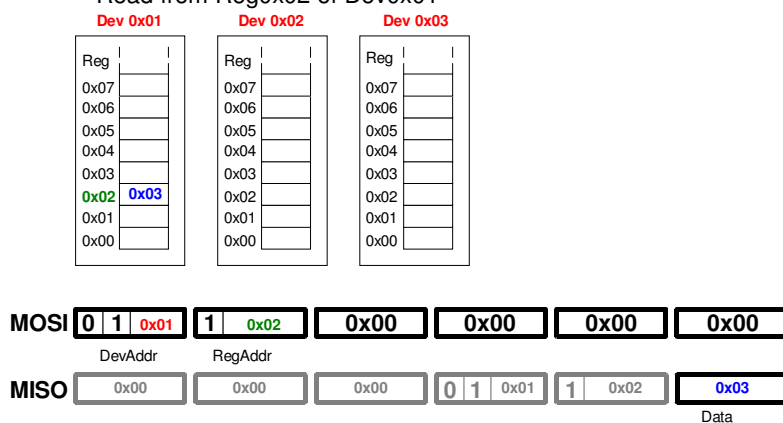 Read from Reg0x02 of Dev0x01
Dev 0x01 Dev 0x02 Dev 0x03
Reg Reg Reg
0x07 0x07 0x07
0x06 0x06 0x06
0x05 0x05 0x05
0x04 0x04 0x04
0x03 0x03 0x03
0x02 0x03 0x02 0x02
0x01 0x01 0x01
0x00 0x00 0x00
MOSI 0 1 0x01 1 0x02 0x00 0x00 0x00 0x00
DevAddr RegAddr
MISO 0x00 0x00 0x00 0 1 0x01 1 0x02 0x03
Data